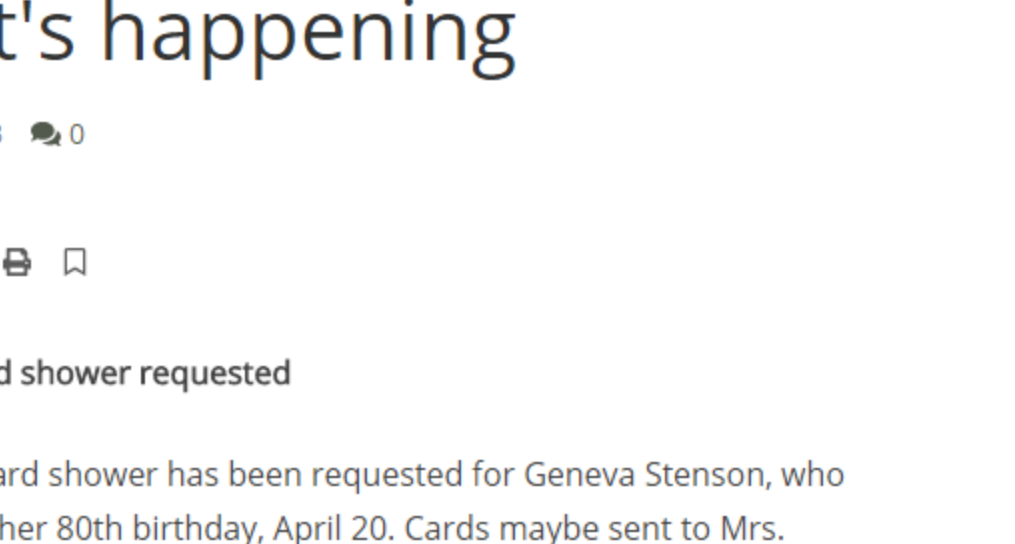 t's happening
0
d shower requested
ard shower has been requested for Geneva Stenson, who
her 80th birthday, April 20. Cards maybe sent to Mrs.